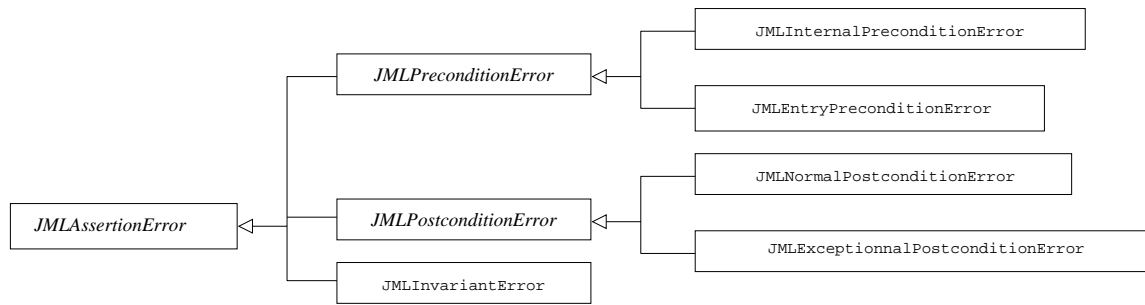 JMLInternalPreconditionError
JMLPreconditionError
JMLEntryPreconditionError
JMLNormalPostconditionError
JMLAssertionError
JMLPostconditionError
JMLExceptionnalPostconditionError
JMLInvariantError